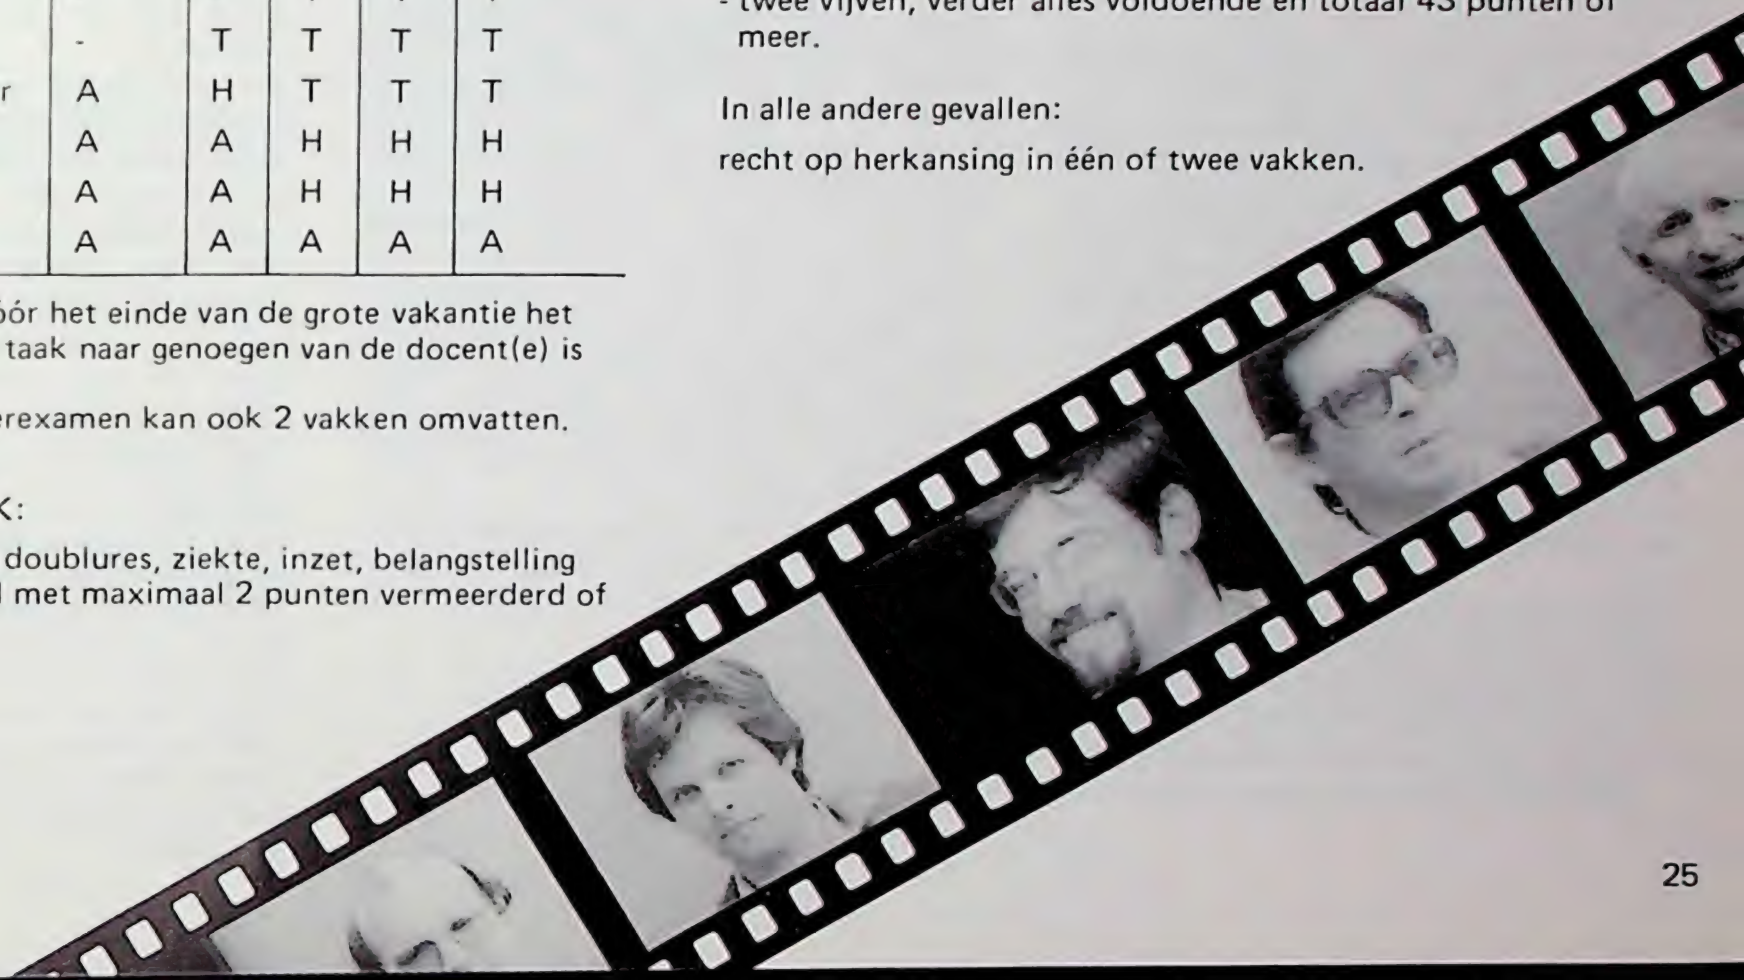 - T T T T
r A H T T T
A A H H H
A A H H H
A A A A A
óór het einde van de grote vakantie het
taak naar genoegen van de docent(e) is
erexamen kan ook 2 vakken omvatten.
K:
doublures, ziekte, inzet, belangstelling
met maximaal 2 punten vermeerderd of
- twee vijven, verder alles voldoende en totaal 43 punten of
meer.
In alle andere gevallen:
recht op herkansing in één of twee vakken.
25